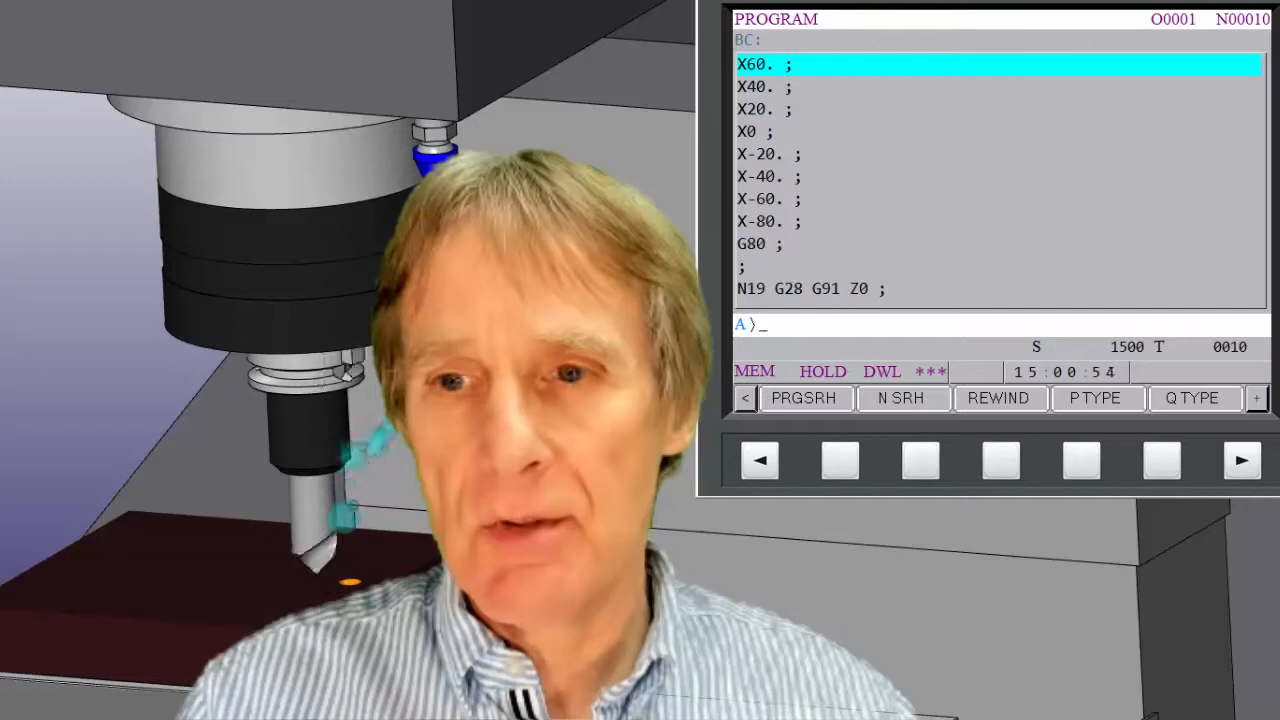 PROGRAM O0001 N00010
BC:
X60. ;
X40. ;
X20. ;
X0 ;
X-20. ;
X-40. ;
X-60. ;
X-80. ;
G80 ;
;
N19 G28 G91 Z0 ;
A >_
S 1500 T 0010
MEM HOLD DWL *** 15:00:54
< PRGSRH N SRH REWIND P TYPE Q TYPE +